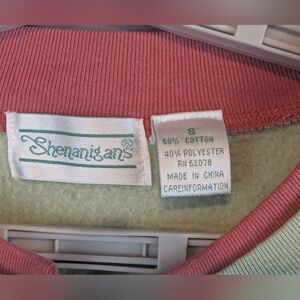 Shenanigans
S
60% COTTON
40% POLYESTER
RN 62078
MADE IN CHINA
CAREINFORMATION